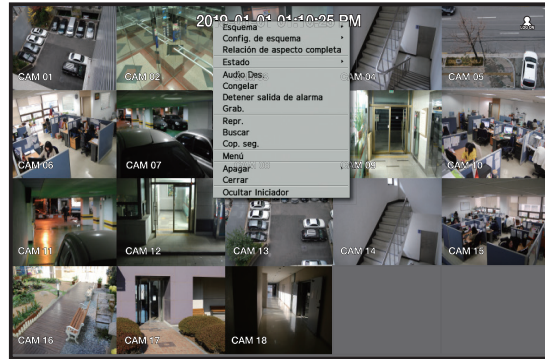 2019-01-01 01:10:25 PM
LOG ON
Esquema
Config. de esquema
Relación de aspecto completa
Estado
Audio Des.
Congelar
Detener salida de alarma
Grab.
Repr.
Buscar
Cop. seg.
Menú
Apagar
Cerrar
Ocultar Iniciador
CAM 01
CAM 02
CAM 04
CAM 05
CAM 06
CAM 07
CAM 09
CAM 10
CAM 11
CAM 12
CAM 13
CAM 14
CAM 15
CAM 16
CAM 17
CAM 18